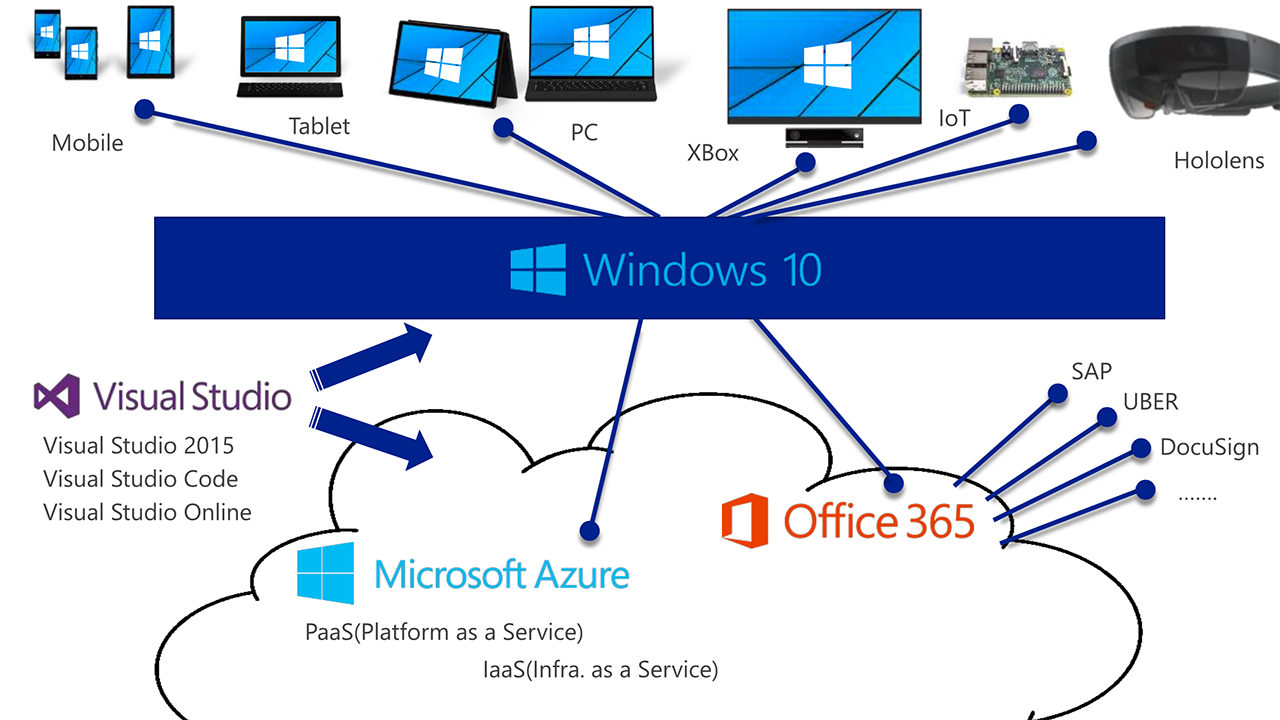 Mobile
Tablet
PC
XBox
IoT
Hololens
Windows 10
Visual Studio
Visual Studio 2015
Visual Studio Code
Visual Studio Online
SAP
UBER
DocuSign
.......
Office 365
Microsoft Azure
PaaS(Platform as a Service)
IaaS(Infra. as a Service)